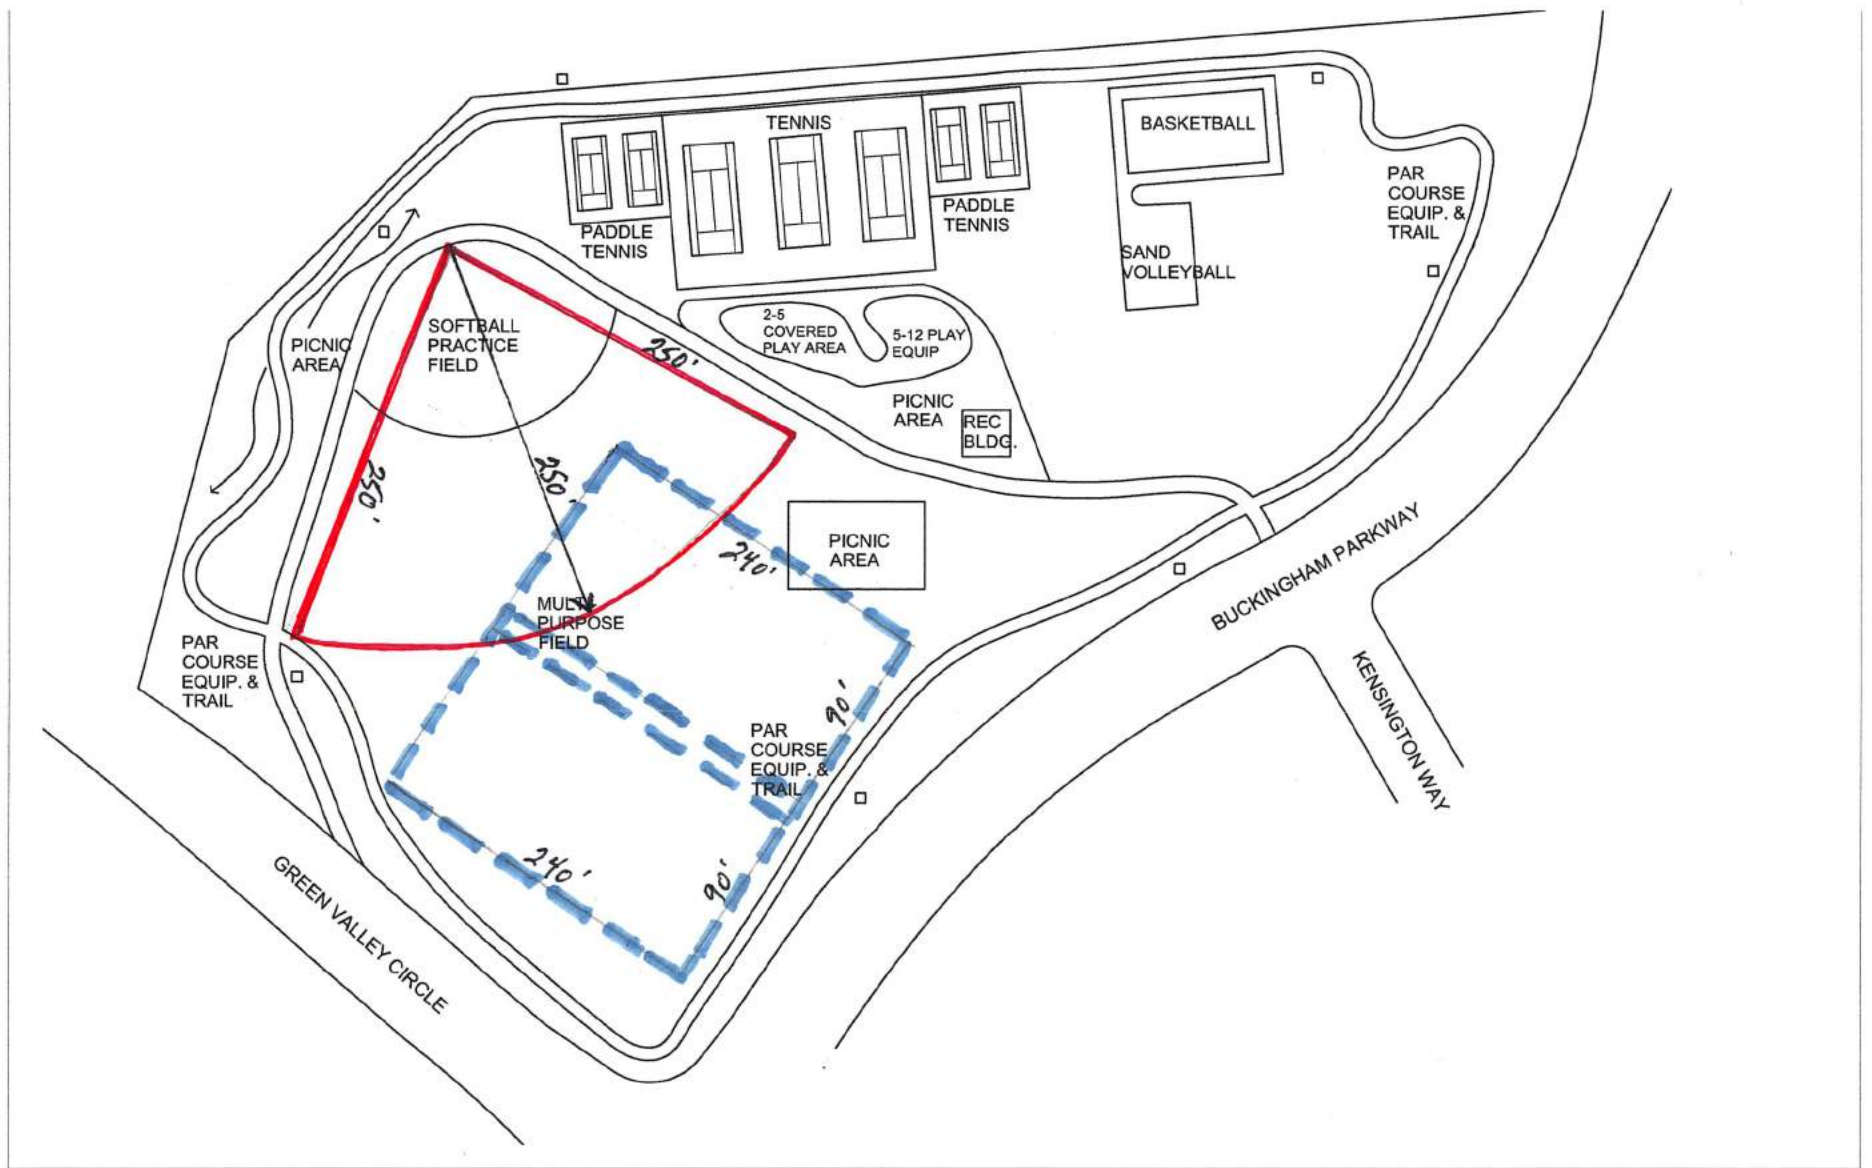 TENNIS
BASKETBALL
PAR
COURSE
EQUIP. &
TRAIL
PADDLE
TENNIS
PADDLE
TENNIS
SAND
VOLLEYBALL
SOFTBALL
PRACTICE
FIELD
PICNIC
AREA
2-5
COVERED
PLAY AREA
5-12 PLAY
EQUIP
250'
PICNIC
AREA
REC
BLDG.
250'
250'
PICNIC
AREA
240'
BUCKINGHAM PARKWAY
MULTI
PURPOSE
FIELD
PAR
COURSE
EQUIP. &
TRAIL
KENSINGTON WAY
90'
PAR
COURSE
EQUIP. &
TRAIL
240'
90'
GREEN VALLEY CIRCLE